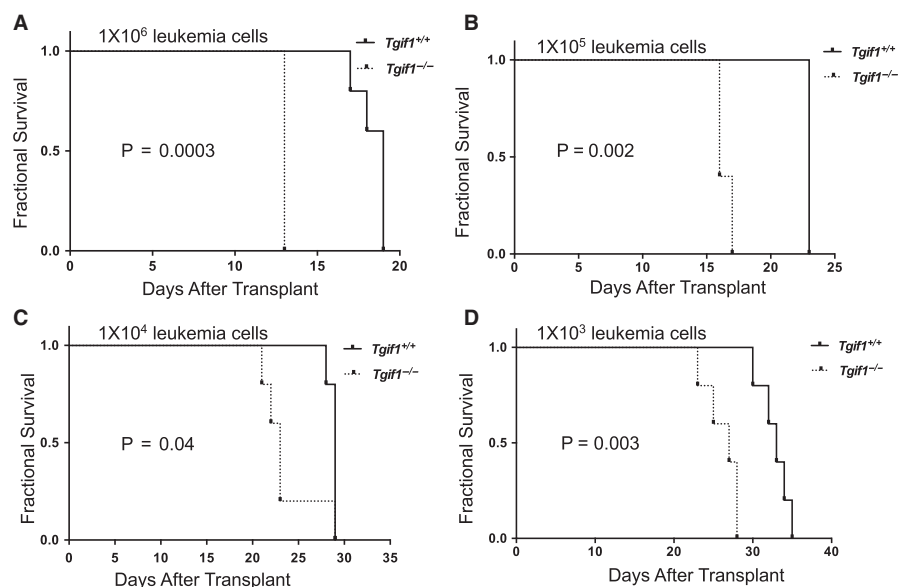 A
1X10⁶ leukemia cells
Tgif1⁺/⁺
Tgif1⁻/⁻
P = 0.0003
Fractional Survival
1.0
0.5
0.0
0 5 10 15 20
Days After Transplant
B
1X10⁵ leukemia cells
Tgif1⁺/⁺
Tgif1⁻/⁻
P = 0.002
Fractional Survival
1.0
0.5
0.0
0 5 10 15 20 25
Days After Transplant
C
1X10⁴ leukemia cells
Tgif1⁺/⁺
Tgif1⁻/⁻
P = 0.04
Fractional Survival
1.0
0.5
0.0
0 5 10 15 20 25 30 35
Days After Transplant
D
1X10³ leukemia cells
Tgif1⁺/⁺
Tgif1⁻/⁻
P = 0.003
Fractional Survival
1.0
0.5
0.0
0 10 20 30 40
Days After Transplant